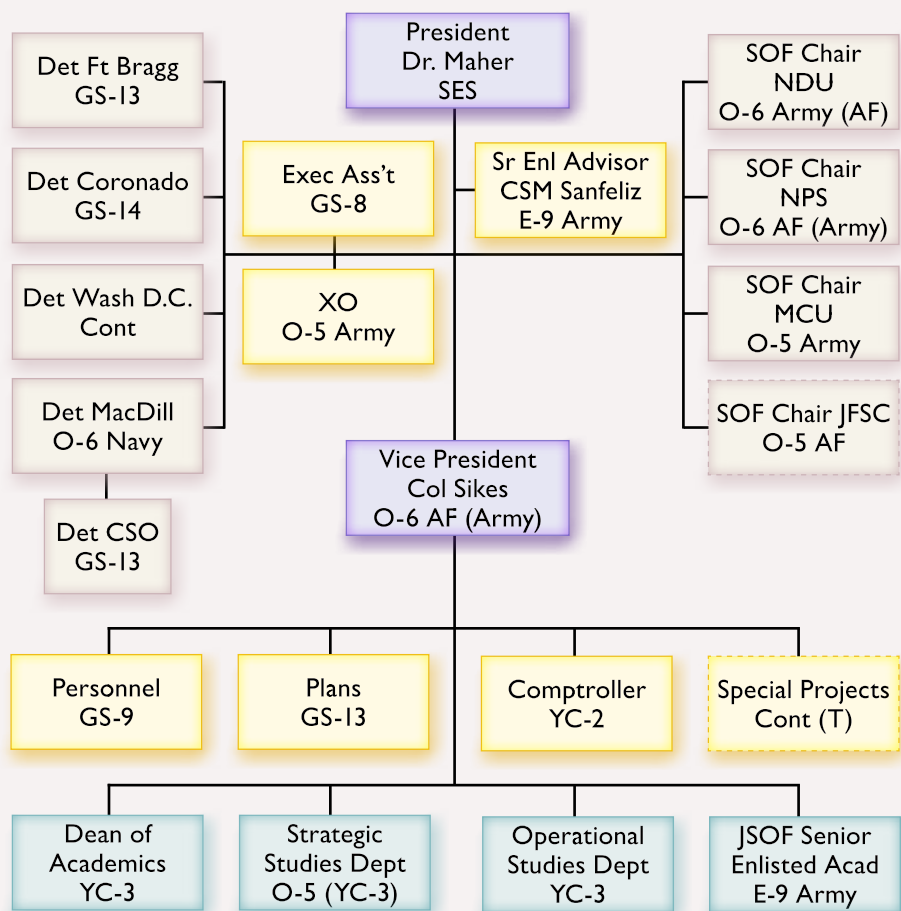 President
Dr. Maher
SES
Det Ft Bragg
GS-13
Det Coronado
GS-14
Det Wash D.C.
Cont
Det MacDill
O-6 Navy
Det CSO
GS-13
Exec Ass't
GS-8
XO
O-5 Army
Sr Enl Advisor
CSM Sanfeliz
E-9 Army
SOF Chair
NDU
O-6 Army (AF)
SOF Chair
NPS
O-6 AF (Army)
SOF Chair
MCU
O-5 Army
SOF Chair JFSC
O-5 AF
Vice President
Col Sikes
O-6 AF (Army)
Personnel
GS-9
Plans
GS-13
Comptroller
YC-2
Special Projects
Cont (T)
Dean of
Academics
YC-3
Strategic
Studies Dept
O-5 (YC-3)
Operational
Studies Dept
YC-3
JSOF Senior
Enlisted Acad
E-9 Army